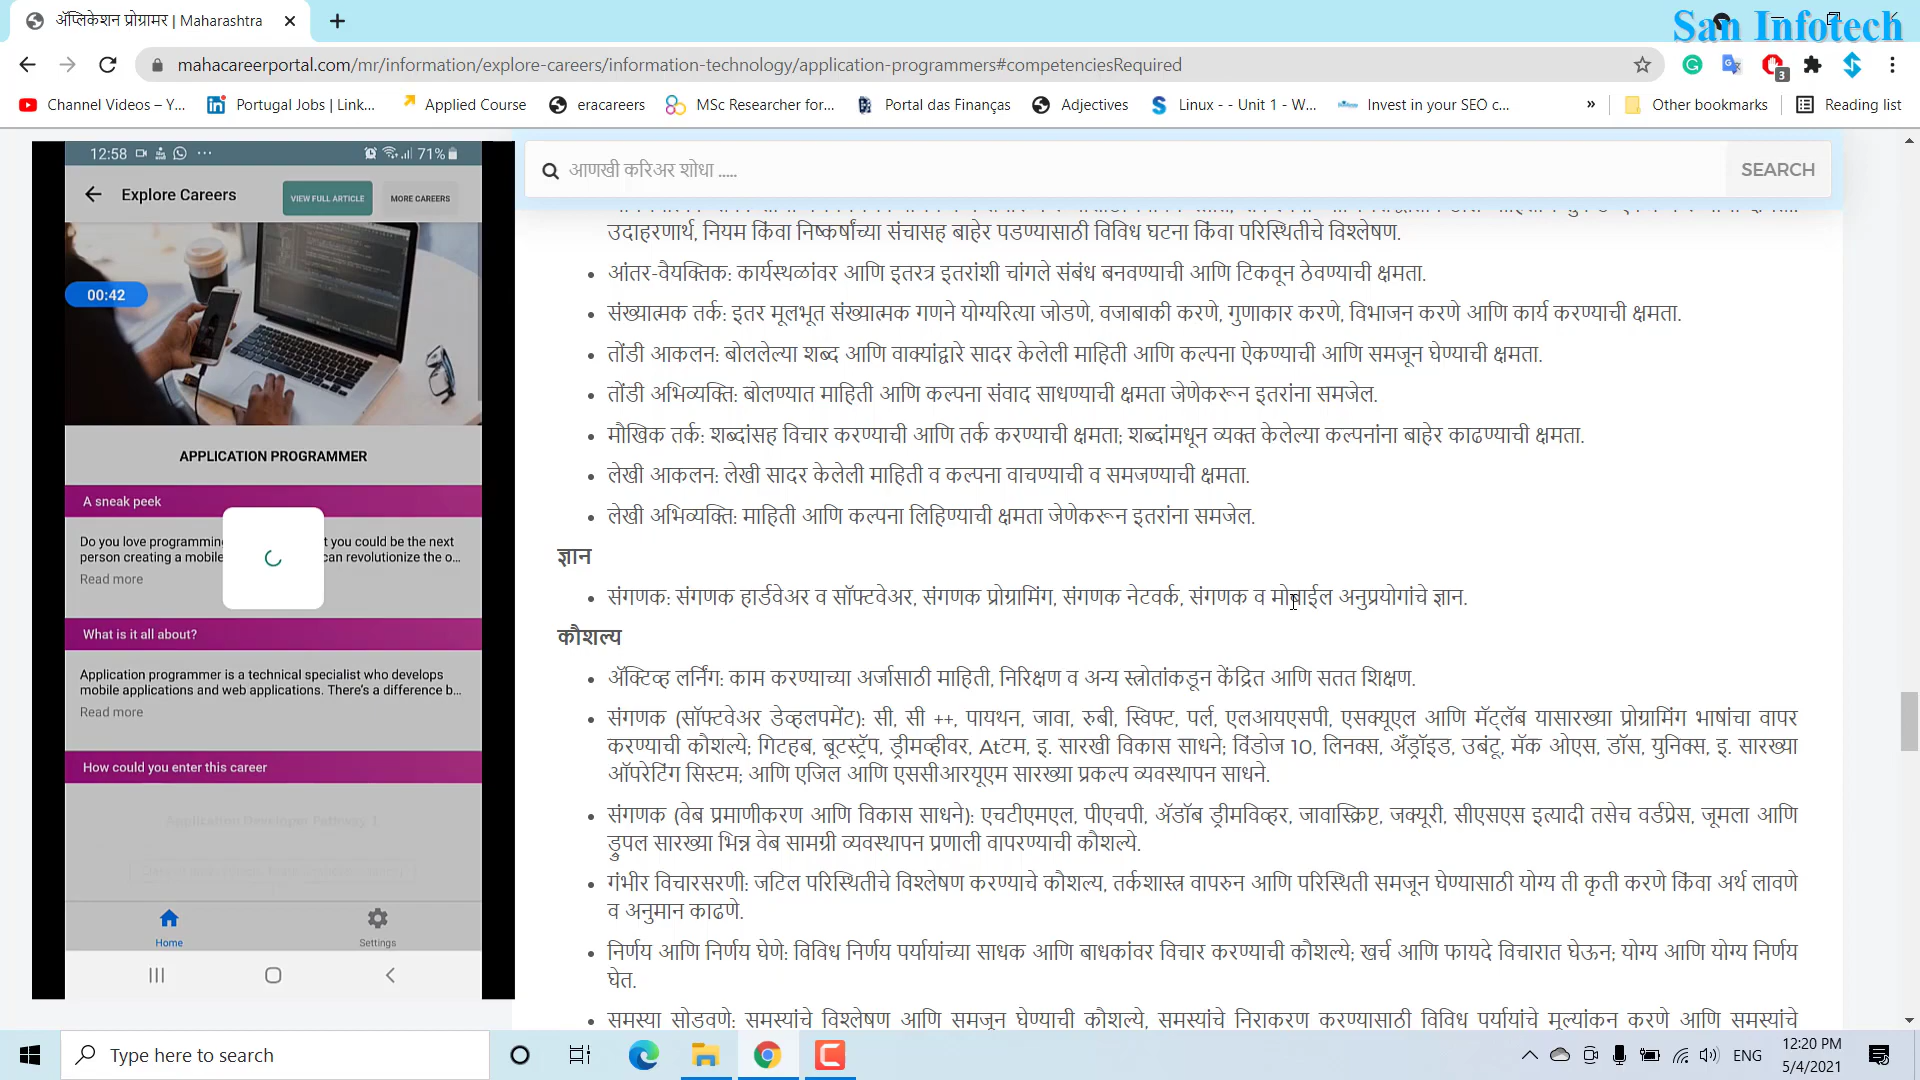 ॲप्लिकेशन प्रोग्रामर | Maharashtra
San Infotech
mahacareerportal.com/mr/information/explore-careers/information-technology/application-programmers#competenciesRequired
3
Channel Videos – Y...
Portugal Jobs | Link...
Applied Course
eracareers
MSc Researcher for...
Portal das Finanças
Adjectives
Linux - - Unit 1 - W...
Invest in your SEO c...
»
Other bookmarks
Reading list
12:58
71%
Explore Careers
VIEW FULL ARTICLE
MORE CAREERS
00:42
APPLICATION PROGRAMMER
A sneak peek
Do you love programming t you could be the next
person creating a mobile can revolutionize the o...
Read more
What is it all about?
Application programmer is a technical specialist who develops
mobile applications and web applications. There's a difference b...
Read more
How could you enter this career
Application Developer Pathway 1
Home
Settings
आणखी करिअर शोधा .....
SEARCH
उदाहरणार्थ, नियम किंवा निष्कर्षांच्या संचासह बाहेर पडण्यासाठी विविध घटना किंवा परिस्थितीचे विश्लेषण.
आंतर-वैयक्तिक: कार्यस्थळांवर आणि इतरत्र इतरांशी चांगले संबंध बनवण्याची आणि टिकवून ठेवण्याची क्षमता.
संख्यात्मक तर्क: इतर मूलभूत संख्यात्मक गणने योग्यरित्या जोडणे, वजाबाकी करणे, गुणाकार करणे, विभाजन करणे आणि कार्य करण्याची क्षमता.
तोंडी आकलन: बोललेल्या शब्द आणि वाक्यांद्वारे सादर केलेली माहिती आणि कल्पना ऐकण्याची आणि समजून घेण्याची क्षमता.
तोंडी अभिव्यक्ति: बोलण्यात माहिती आणि कल्पना संवाद साधण्याची क्षमता जेणेकरून इतरांना समजेल.
मौखिक तर्क: शब्दांसह विचार करण्याची आणि तर्क करण्याची क्षमता; शब्दांमधून व्यक्त केलेल्या कल्पनांना बाहेर काढण्याची क्षमता.
लेखी आकलन: लेखी सादर केलेली माहिती व कल्पना वाचण्याची व समजण्याची क्षमता.
लेखी अभिव्यक्ति: माहिती आणि कल्पना लिहिण्याची क्षमता जेणेकरून इतरांना समजेल.
ज्ञान
संगणक: संगणक हार्डवेअर व सॉफ्टवेअर, संगणक प्रोग्रामिंग, संगणक नेटवर्क, संगणक व मोबाईल अनुप्रयोगांचे ज्ञान.
कौशल्य
ॲक्टिव्ह लर्निंग: काम करण्याच्या अर्जासाठी माहिती, निरिक्षण व अन्य स्त्रोतांकडून केंद्रित आणि सतत शिक्षण.
संगणक (सॉफ्टवेअर डेव्हलपमेंट): सी, सी ++, पायथन, जावा, रुबी, स्विफ्ट, पर्ल, एलआयएसपी, एसक्यूएल आणि मॅट्लॅब यासारख्या प्रोग्रामिंग भाषांचा वापर
करण्याची कौशल्ये; गिटहब, बूटस्ट्रॅप, ड्रीमव्हीवर, Atटम, इ. सारखी विकास साधने; विंडोज 10, लिनक्स, अँड्रॉइड, उबंटू, मॅक ओएस, डॉस, युनिक्स, इ. सारख्या
ऑपरेटिंग सिस्टम; आणि एजिल आणि एससीआरयूएम सारख्या प्रकल्प व्यवस्थापन साधने.
संगणक (वेब प्रमाणीकरण आणि विकास साधने): एचटीएमएल, पीएचपी, ॲडॉब ड्रीमविव्हर, जावास्क्रिप्ट, जक्यूरी, सीएसएस इत्यादी तसेच वर्डप्रेस, जूमला आणि
ड्रुपल सारख्या भिन्न वेब सामग्री व्यवस्थापन प्रणाली वापरण्याची कौशल्ये.
गंभीर विचारसरणी: जटिल परिस्थितीचे विश्लेषण करण्याचे कौशल्य, तर्कशास्त्र वापरुन आणि परिस्थिती समजून घेण्यासाठी योग्य ती कृती करणे किंवा अर्थ लावणे
व अनुमान काढणे.
निर्णय आणि निर्णय घेणे: विविध निर्णय पर्यायांच्या साधक आणि बाधकांवर विचार करण्याची कौशल्ये; खर्च आणि फायदे विचारात घेऊन; योग्य आणि योग्य निर्णय
घेत.
समस्या सोडवणे: समस्यांचे विश्लेषण आणि समजून घेण्याची कौशल्ये, समस्यांचे निराकरण करण्यासाठी विविध पर्यायांचे मूल्यांकन करणे आणि समस्यांचे
Type here to search
ENG
12:20 PM
5/4/2021